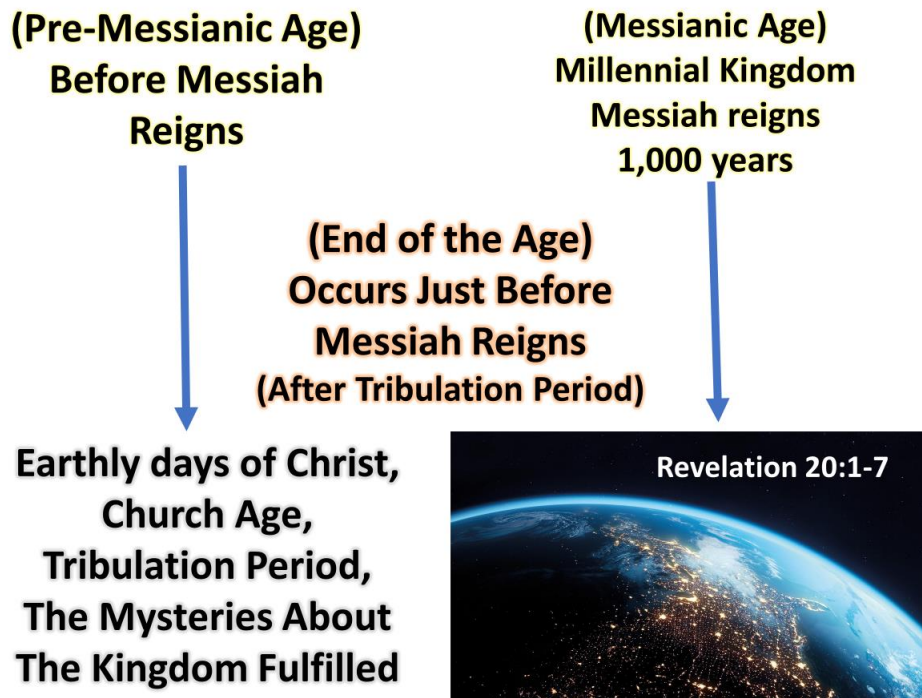 (Pre-Messianic Age)
Before Messiah
Reigns
(Messianic Age)
Millennial Kingdom
Messiah reigns
1,000 years
(End of the Age)
Occurs Just Before
Messiah Reigns
(After Tribulation Period)
Earthly days of Christ,
Church Age,
Tribulation Period,
The Mysteries About
The Kingdom Fulfilled
Revelation 20:1-7